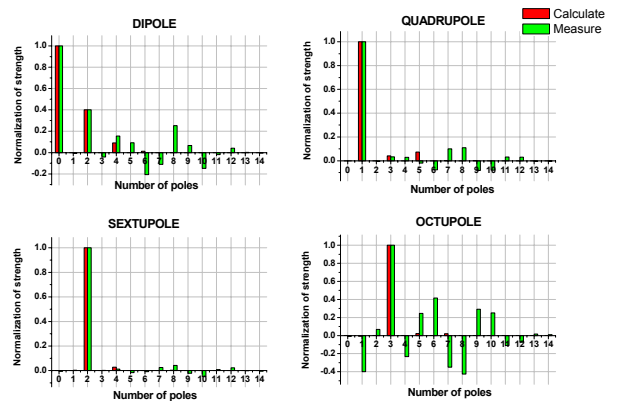 Calculate
Measure
DIPOLE
Normalization of strength
1.0
0.8
0.6
0.4
0.2
0.0
-0.2
0 1 2 3 4 5 6 7 8 9 10 11 12 13 14
Number of poles
QUADRUPOLE
Normalization of strength
1.0
0.8
0.6
0.4
0.2
0.0
0 1 2 3 4 5 6 7 8 9 10 11 12 13 14
Number of poles
SEXTUPOLE
Normalization of strength
1.0
0.8
0.6
0.4
0.2
0.0
0 1 2 3 4 5 6 7 8 9 10 11 12 13 14
Number of poles
OCTUPOLE
Normalization of strength
1.0
0.8
0.6
0.4
0.2
0.0
-0.2
-0.4
0 1 2 3 4 5 6 7 8 9 10 11 12 13 14
Number of poles